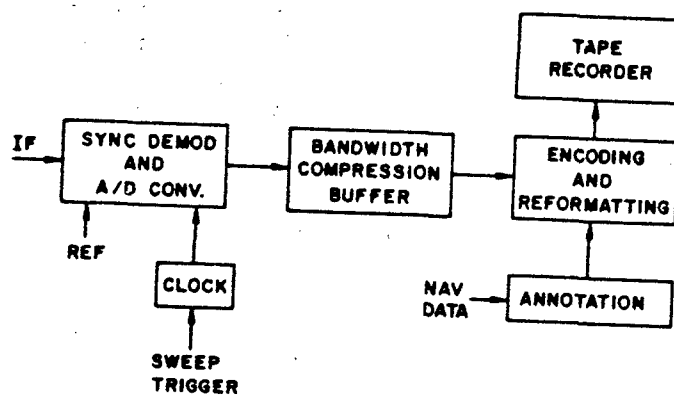 TAPE
RECORDER
IF
SYNC DEMOD
AND
A/D CONV.
BANDWIDTH
COMPRESSION
BUFFER
ENCODING
AND
REFORMATTING
REF
CLOCK
NAV
DATA
ANNOTATION
SWEEP
TRIGGER